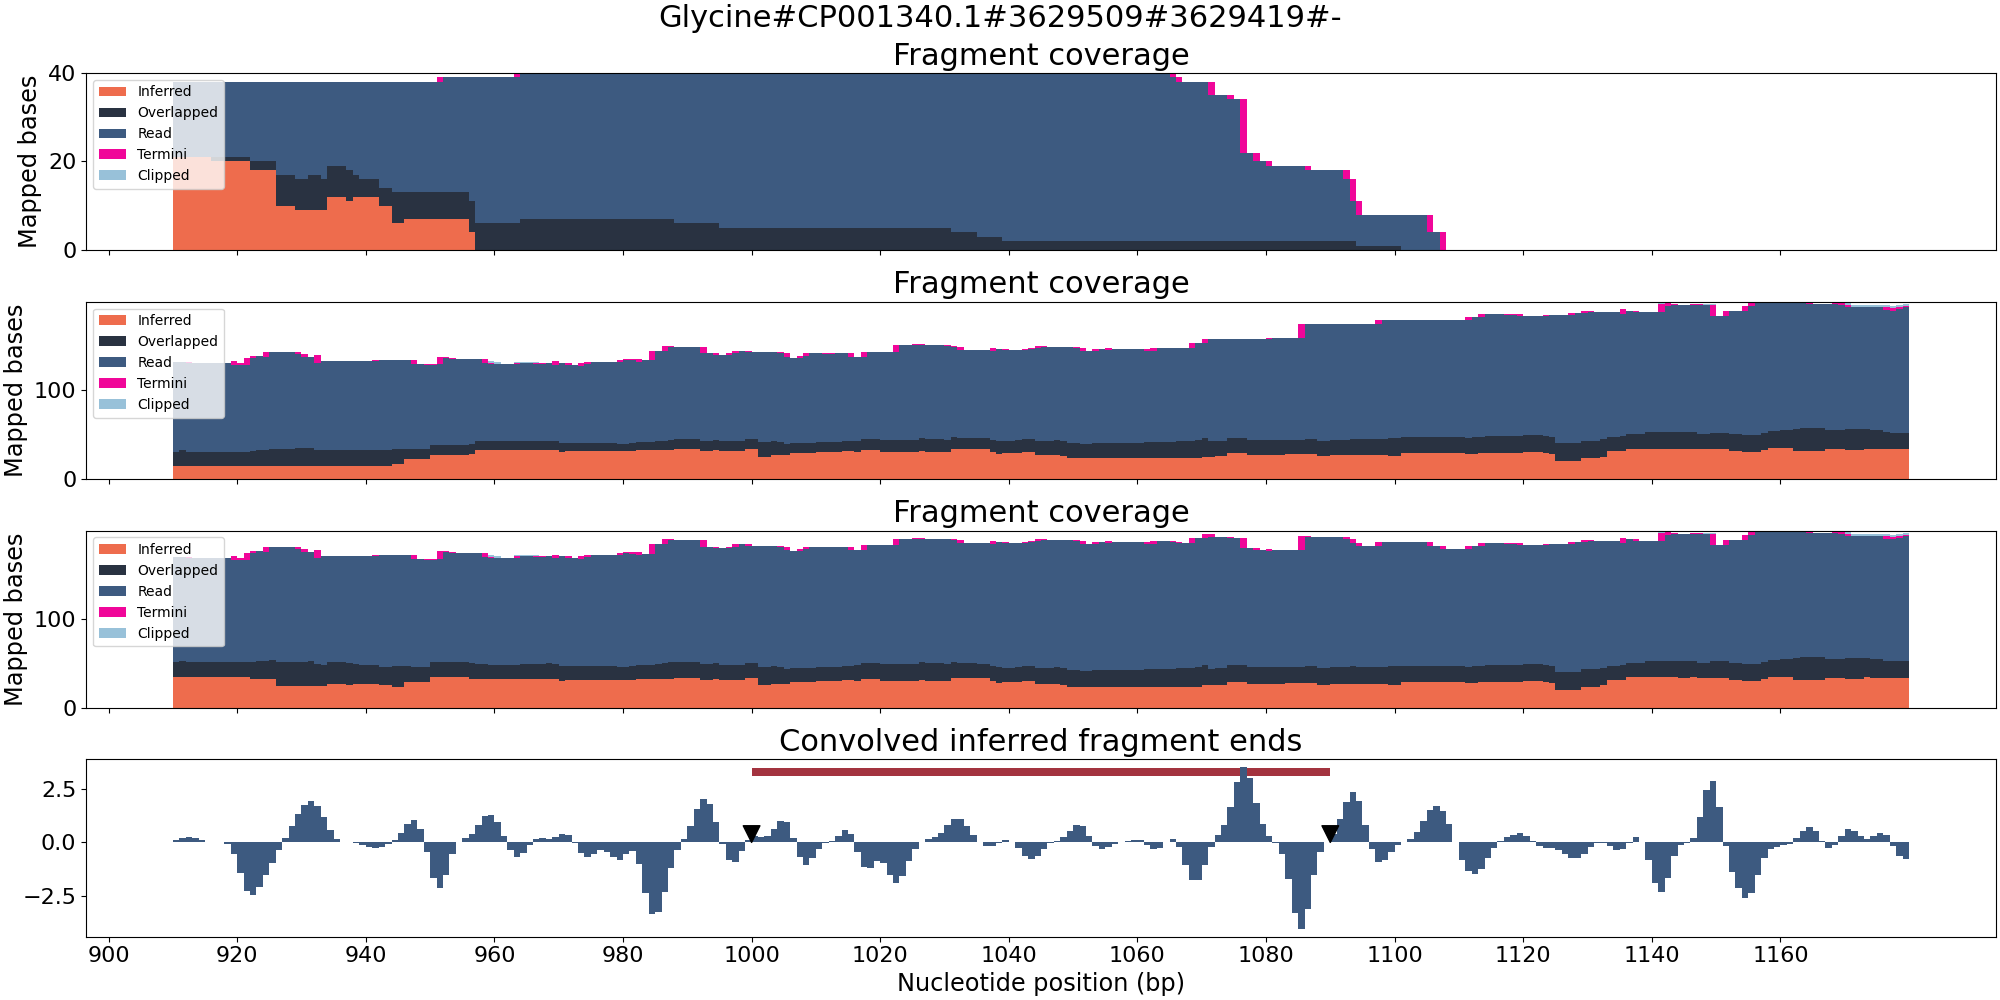 Glycine#CP001340.1#3629509#3629419#-
Fragment coverage
Mapped bases
40
20
0
Inferred
Overlapped
Read
Termini
Clipped
Fragment coverage
Mapped bases
100
0
Inferred
Overlapped
Read
Termini
Clipped
Fragment coverage
Mapped bases
100
0
Inferred
Overlapped
Read
Termini
Clipped
Convolved inferred fragment ends
2.5
0.0
−2.5
900 920 940 960 980 1000 1020 1040 1060 1080 1100 1120 1140 1160
Nucleotide position (bp)